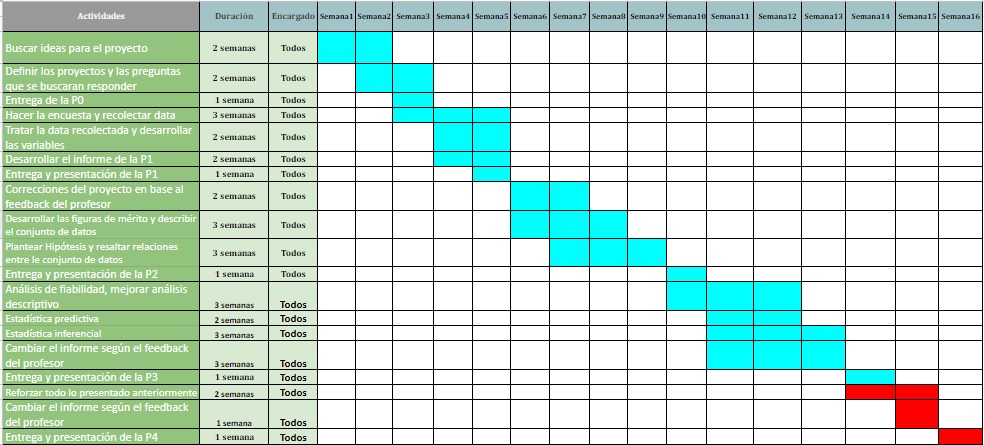 Actividades Duración Encargado Semana1 Semana2 Semana3 Semana4 Semana5 Semana6 Semana7 Semana8 Semana9 Semana10 Semana11 Semana12 Semana13 Semana14 Semana15 Semana16
Buscar ideas para el proyecto 2 semanas Todos
Definir los proyectos y las preguntas
que se buscaran responder 2 semanas Todos
Entrega de la P0 1 semana Todos
Hacer la encuesta y recolectar data 3 semanas Todos
Tratar la data recolectada y desarrollar
las variables 2 semanas Todos
Desarrollar el informe de la P1 2 semanas Todos
Entrega y presentación de la P1 1 semana Todos
Correcciones del proyecto en base al
feedback del profesor 2 semanas Todos
Desarrollar las figuras de mérito y describir
el conjunto de datos 3 semanas Todos
Plantear Hipótesis y resaltar relaciones
entre le conjunto de datos 3 semanas Todos
Entrega y presentación de la P2 1 semana Todos
Análisis de fiabilidad, mejorar análisis
descriptivo 3 semanas Todos
Estadística predictiva 2 semanas Todos
Estadística inferencial 3 semanas Todos
Cambiar el informe según el feedback
del profesor 3 semanas Todos
Entrega y presentación de la P3 1 semana Todos
Reforzar todo lo presentado anteriormente 2 semanas Todos
Cambiar el informe según el feedback
del profesor 1 semana Todos
Entrega y presentación de la P4 1 semana Todos